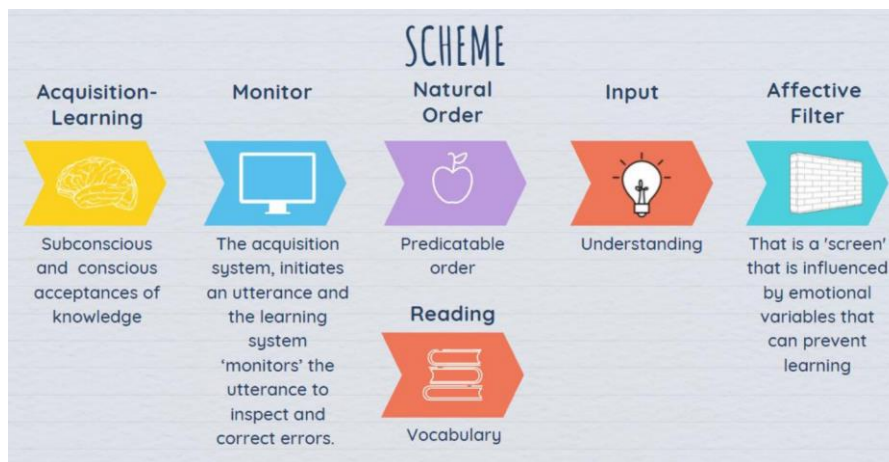 SCHEME
Acquisition-
Learning
Subconscious
and conscious
acceptances of
knowledge
Monitor
The acquisition
system, initiates
an utterance and
the learning
system
‘monitors’ the
utterance to
inspect and
correct errors.
Natural
Order
Predicatable
order
Reading
Vocabulary
Input
Understanding
Affective
Filter
That is a 'screen'
that is influenced
by emotional
variables that
can prevent
learning